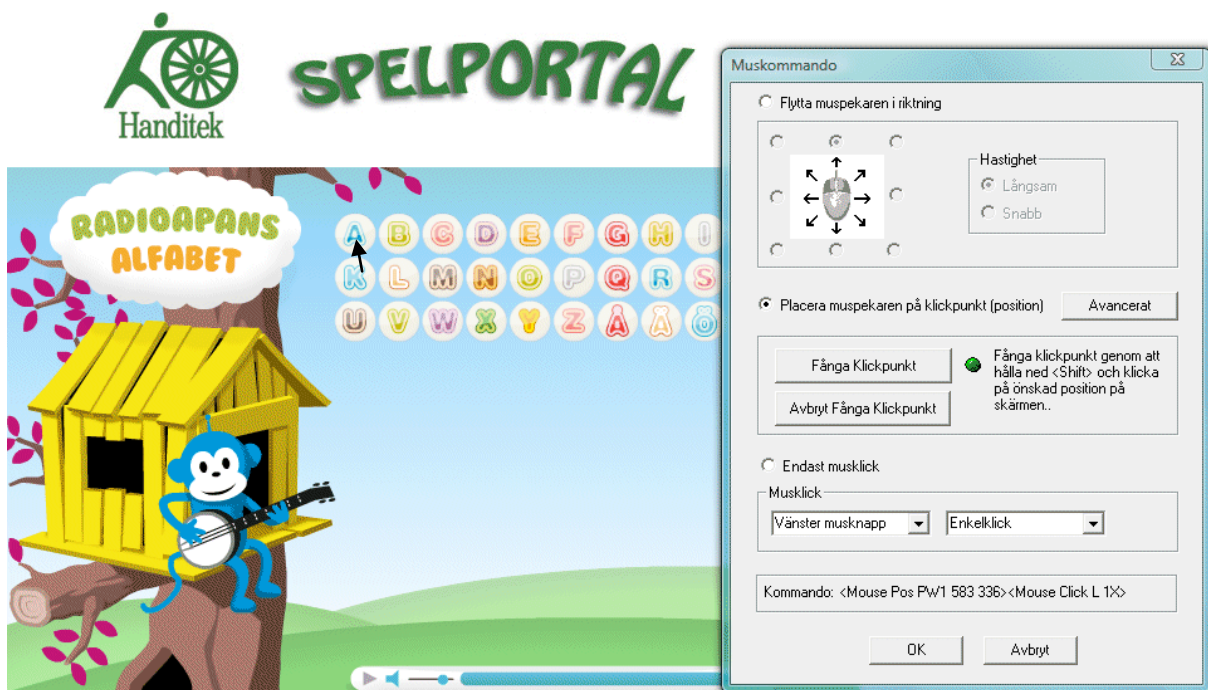 Handitek
SPELPORTAL
RADIOAPANS
ALFABET
A B C D E F G H I
K L M N O P Q R S
U V W X Y Z Å Ä Ö
Muskommando
Flytta muspekaren i riktning
Hastighet
Långsam
Snabb
Placera muspekaren på klickpunkt (position)
Avancerat
Fånga Klickpunkt
Avbryt Fånga Klickpunkt
Fånga klickpunkt genom att
hålla ned <Shift> och klicka
på önskad position på
skärmen..
Endast musklick
Musklick
Vänster musknapp
Enkelklick
Kommando: <Mouse Pos PW1 583 336><Mouse Click L 1X>
OK
Avbryt